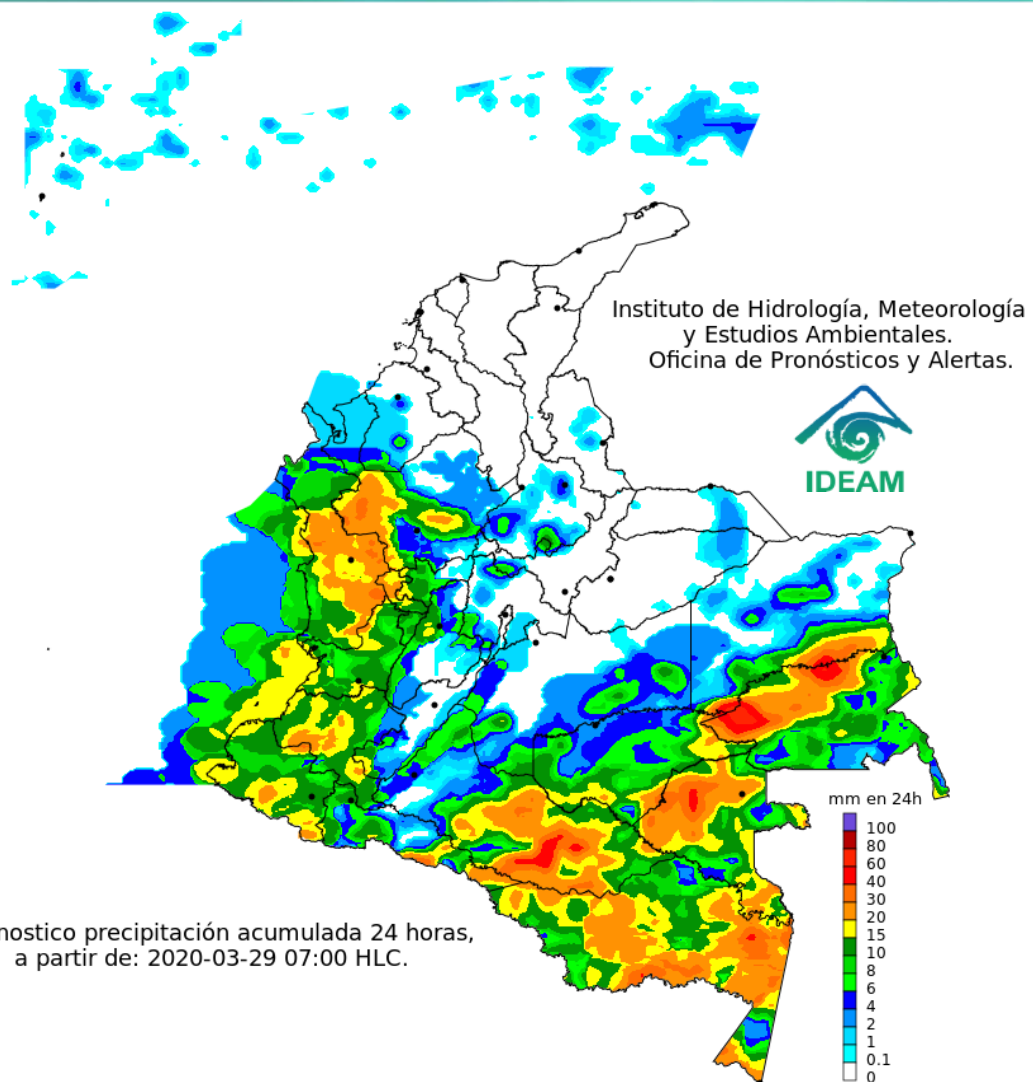 Instituto de Hidrología, Meteorología
y Estudios Ambientales.
Oficina de Pronósticos y Alertas.
IDEAM
mm en 24h
100
80
60
40
30
20
15
10
8
6
4
2
1
0.1
0
nostico precipitación acumulada 24 horas,
a partir de: 2020-03-29 07:00 HLC.